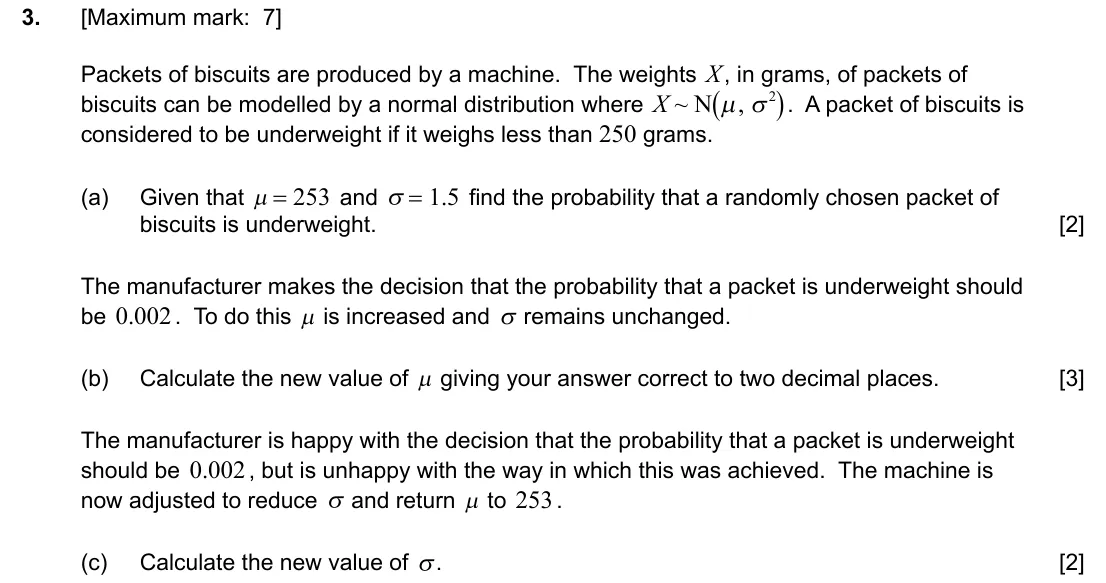 3. [Maximum mark: 7]
Packets of biscuits are produced by a machine. The weights X, in grams, of packets of
biscuits can be modelled by a normal distribution where X ~ N(μ, σ²). A packet of biscuits is
considered to be underweight if it weighs less than 250 grams.
(a) Given that μ = 253 and σ = 1.5 find the probability that a randomly chosen packet of
biscuits is underweight. [2]
The manufacturer makes the decision that the probability that a packet is underweight should
be 0.002. To do this μ is increased and σ remains unchanged.
(b) Calculate the new value of μ giving your answer correct to two decimal places. [3]
The manufacturer is happy with the decision that the probability that a packet is underweight
should be 0.002, but is unhappy with the way in which this was achieved. The machine is
now adjusted to reduce σ and return μ to 253.
(c) Calculate the new value of σ. [2]